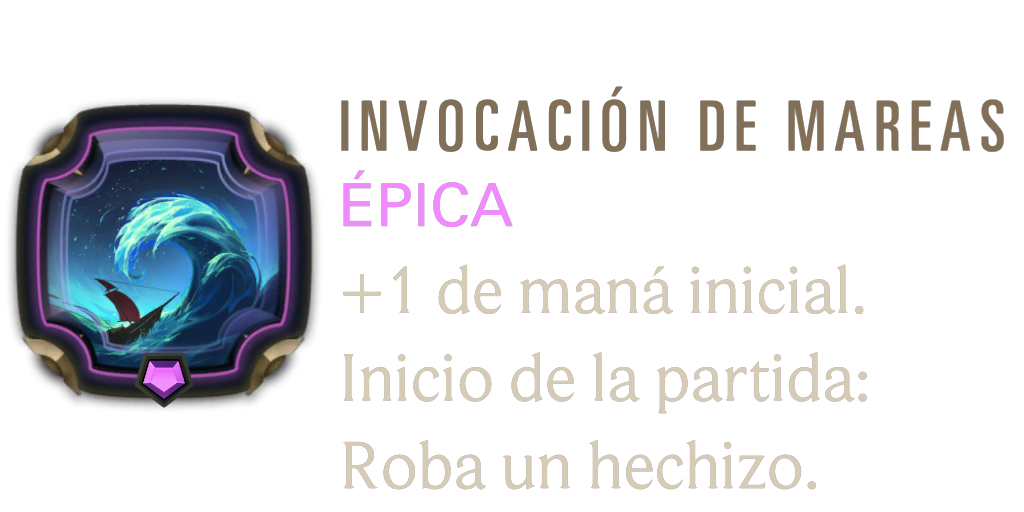 INVOCACIÓN DE MAREAS
ÉPICA
+1 de maná inicial.
Inicio de la partida:
Roba un hechizo.